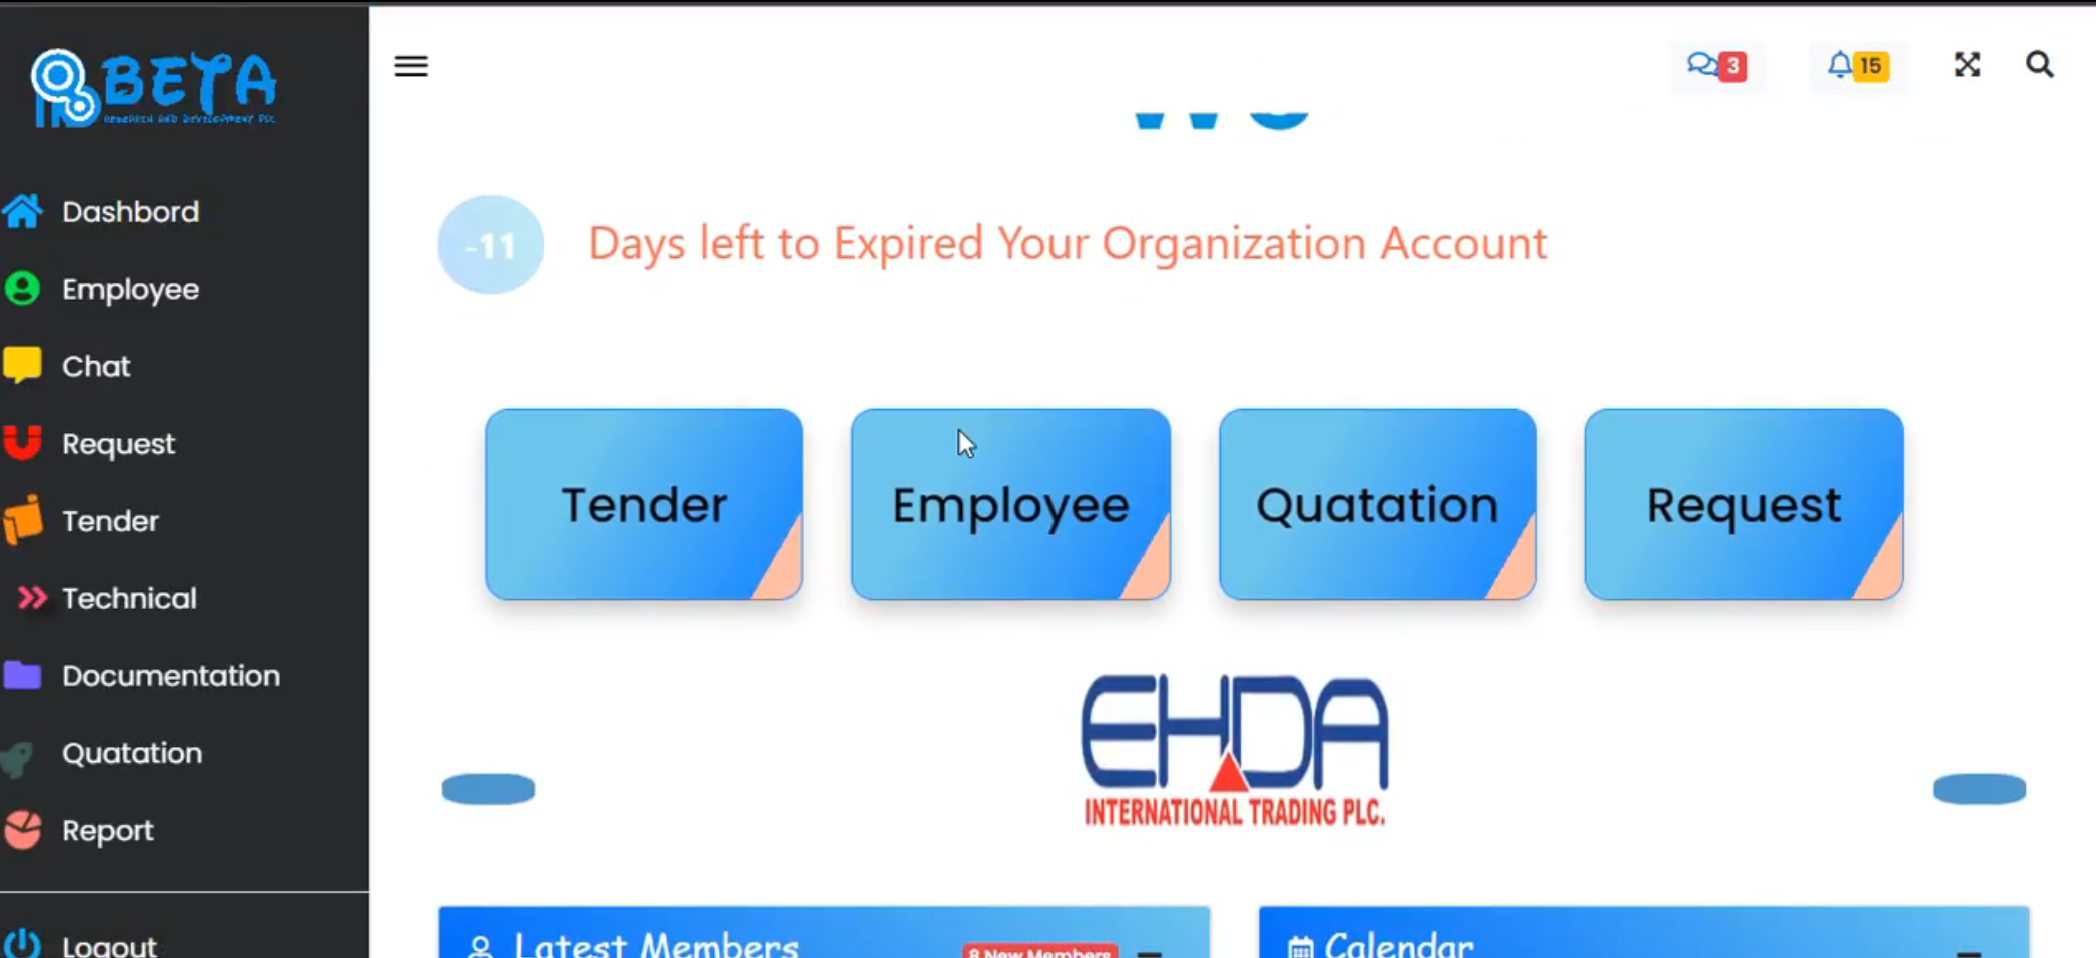 BETA
RESEARCH AND DEVELOPMENT PLC
3
15
-11
Days left to Expired Your Organization Account
Dashbord
Employee
Chat
Request
Tender
Technical
Documentation
Quatation
Report
Logout
Tender
Employee
Quatation
Request
EHDA
INTERNATIONAL TRADING PLC.
Latest Members
8 New Members
Calendar